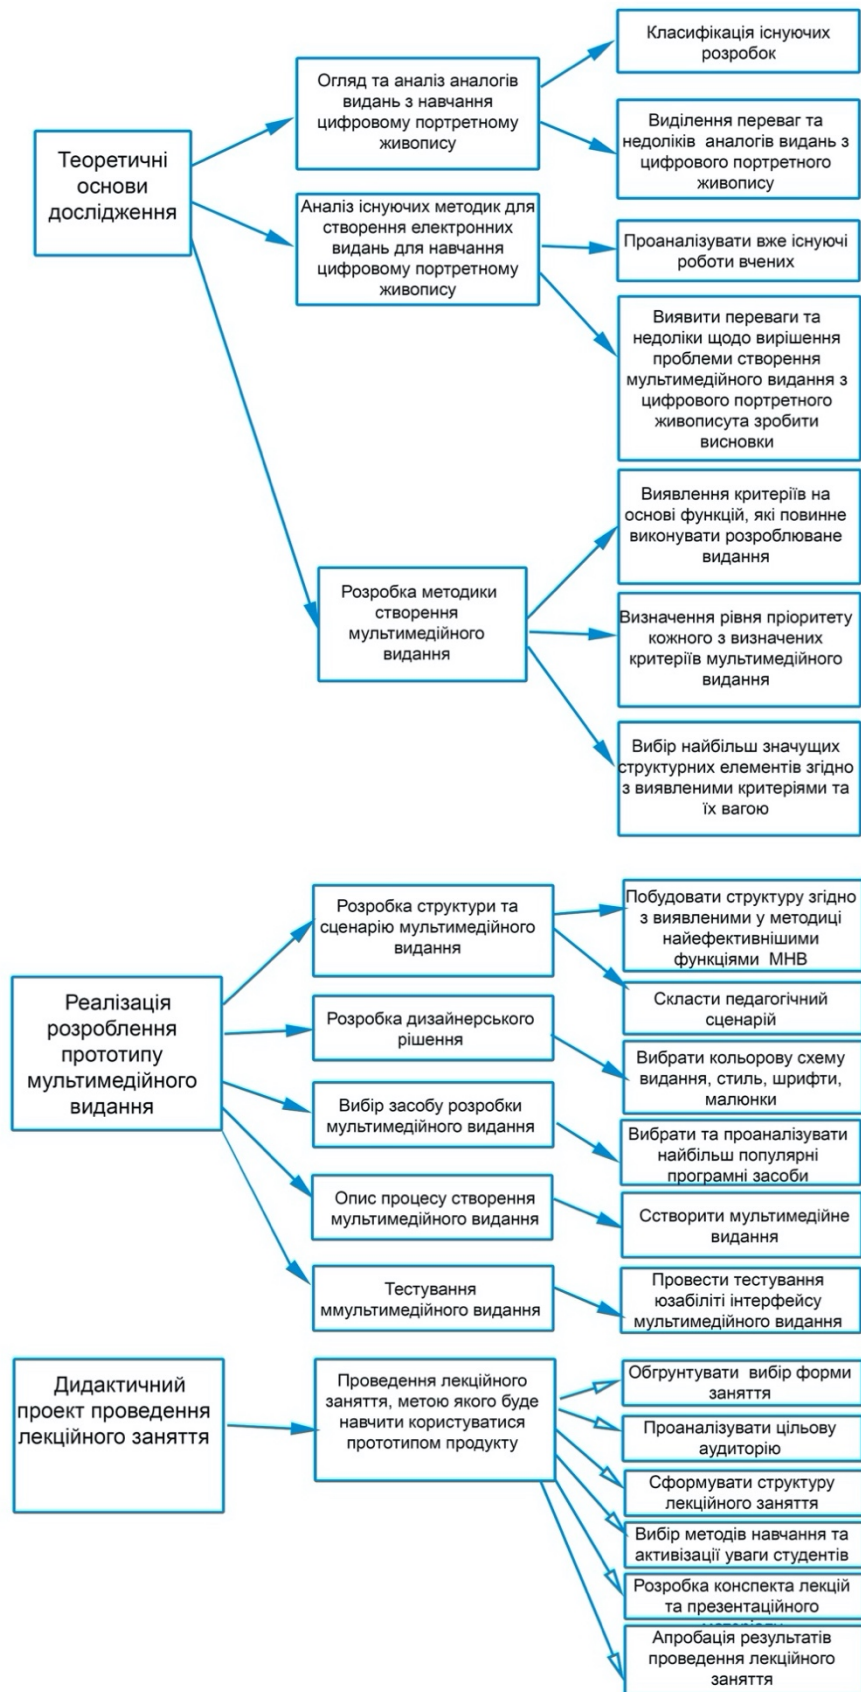 Теоретичні
основи
дослідження
Огляд та аналіз аналогів
видань з навчання
цифровому портретному
живопису
Класифікація існуючих
розробок
Виділення переваг та
недоліків аналогів видань з
цифрового портретного
живопису
Аналіз існуючих методик для
створення електронних
видань для навчання
цифровому портретному
живопису
Проаналізувати вже існуючі
роботи вчених
Виявити переваги та
недоліки щодо вирішення
проблеми створення
мультимедійного видання з
цифрового портретного
живописута зробити
висновки
Розробка методики
створення
мультимедійного
видання
Виявлення критеріїв на
основі функцій, які повинне
виконувати розроблюване
видання
Визначення рівня пріоритету
кожного з визначених
критеріїв мультимедійного
видання
Вибір найбільш значущих
структурних елементів згідно
з виявленими критеріями та
їх вагою
Реалізація
розроблення
прототипу
мультимедійного
видання
Розробка структури та
сценарію мультимедійного
видання
Побудовати структуру згідно
з виявленими у методиці
найефективнішими
функціями МНВ
Скласти педагогічний
сценарій
Розробка дизайнерського
рішення
Вибрати кольорову схему
видання, стиль, шрифти,
малюнки
Вибір засобу розробки
мультимедійного видання
Вибрати та проаналізувати
найбільш популярні
програмні засоби
Опис процесу створення
мультимедійного видання
Сстворити мультимедійне
видання
Тестування
ммультимедійного видання
Провести тестування
юзабіліті інтерфейсу
мультимедійного видання
Дидактичний
проект проведення
лекційного заняття
Проведення лекційного
заняття, метою якого буде
навчити користуватися
прототипом продукту
Обгрунтувати вибір форми
заняття
Проаналізувати цільову
аудиторію
Сформувати структуру
лекційного заняття
Вибір методів навчання та
активізації уваги студентів
Розробка конспекта лекцій
та презентаційного
Апробація результатів
проведення лекційного
заняття